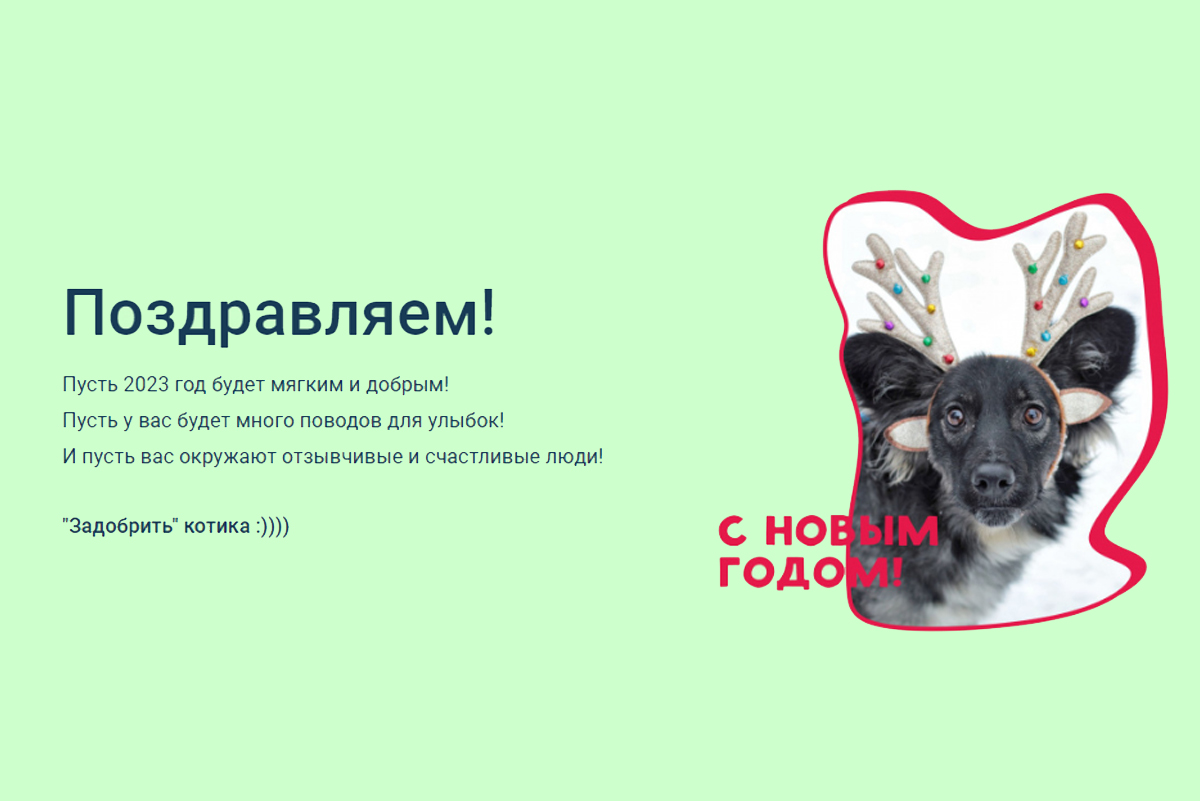 Поздравляем!
Пусть 2023 год будет мягким и добрым!
Пусть у вас будет много поводов для улыбок!
И пусть вас окружают отзывчивые и счастливые люди!
"Задобрить" котика :))))
С НОВЫМ
ГОДОМ!